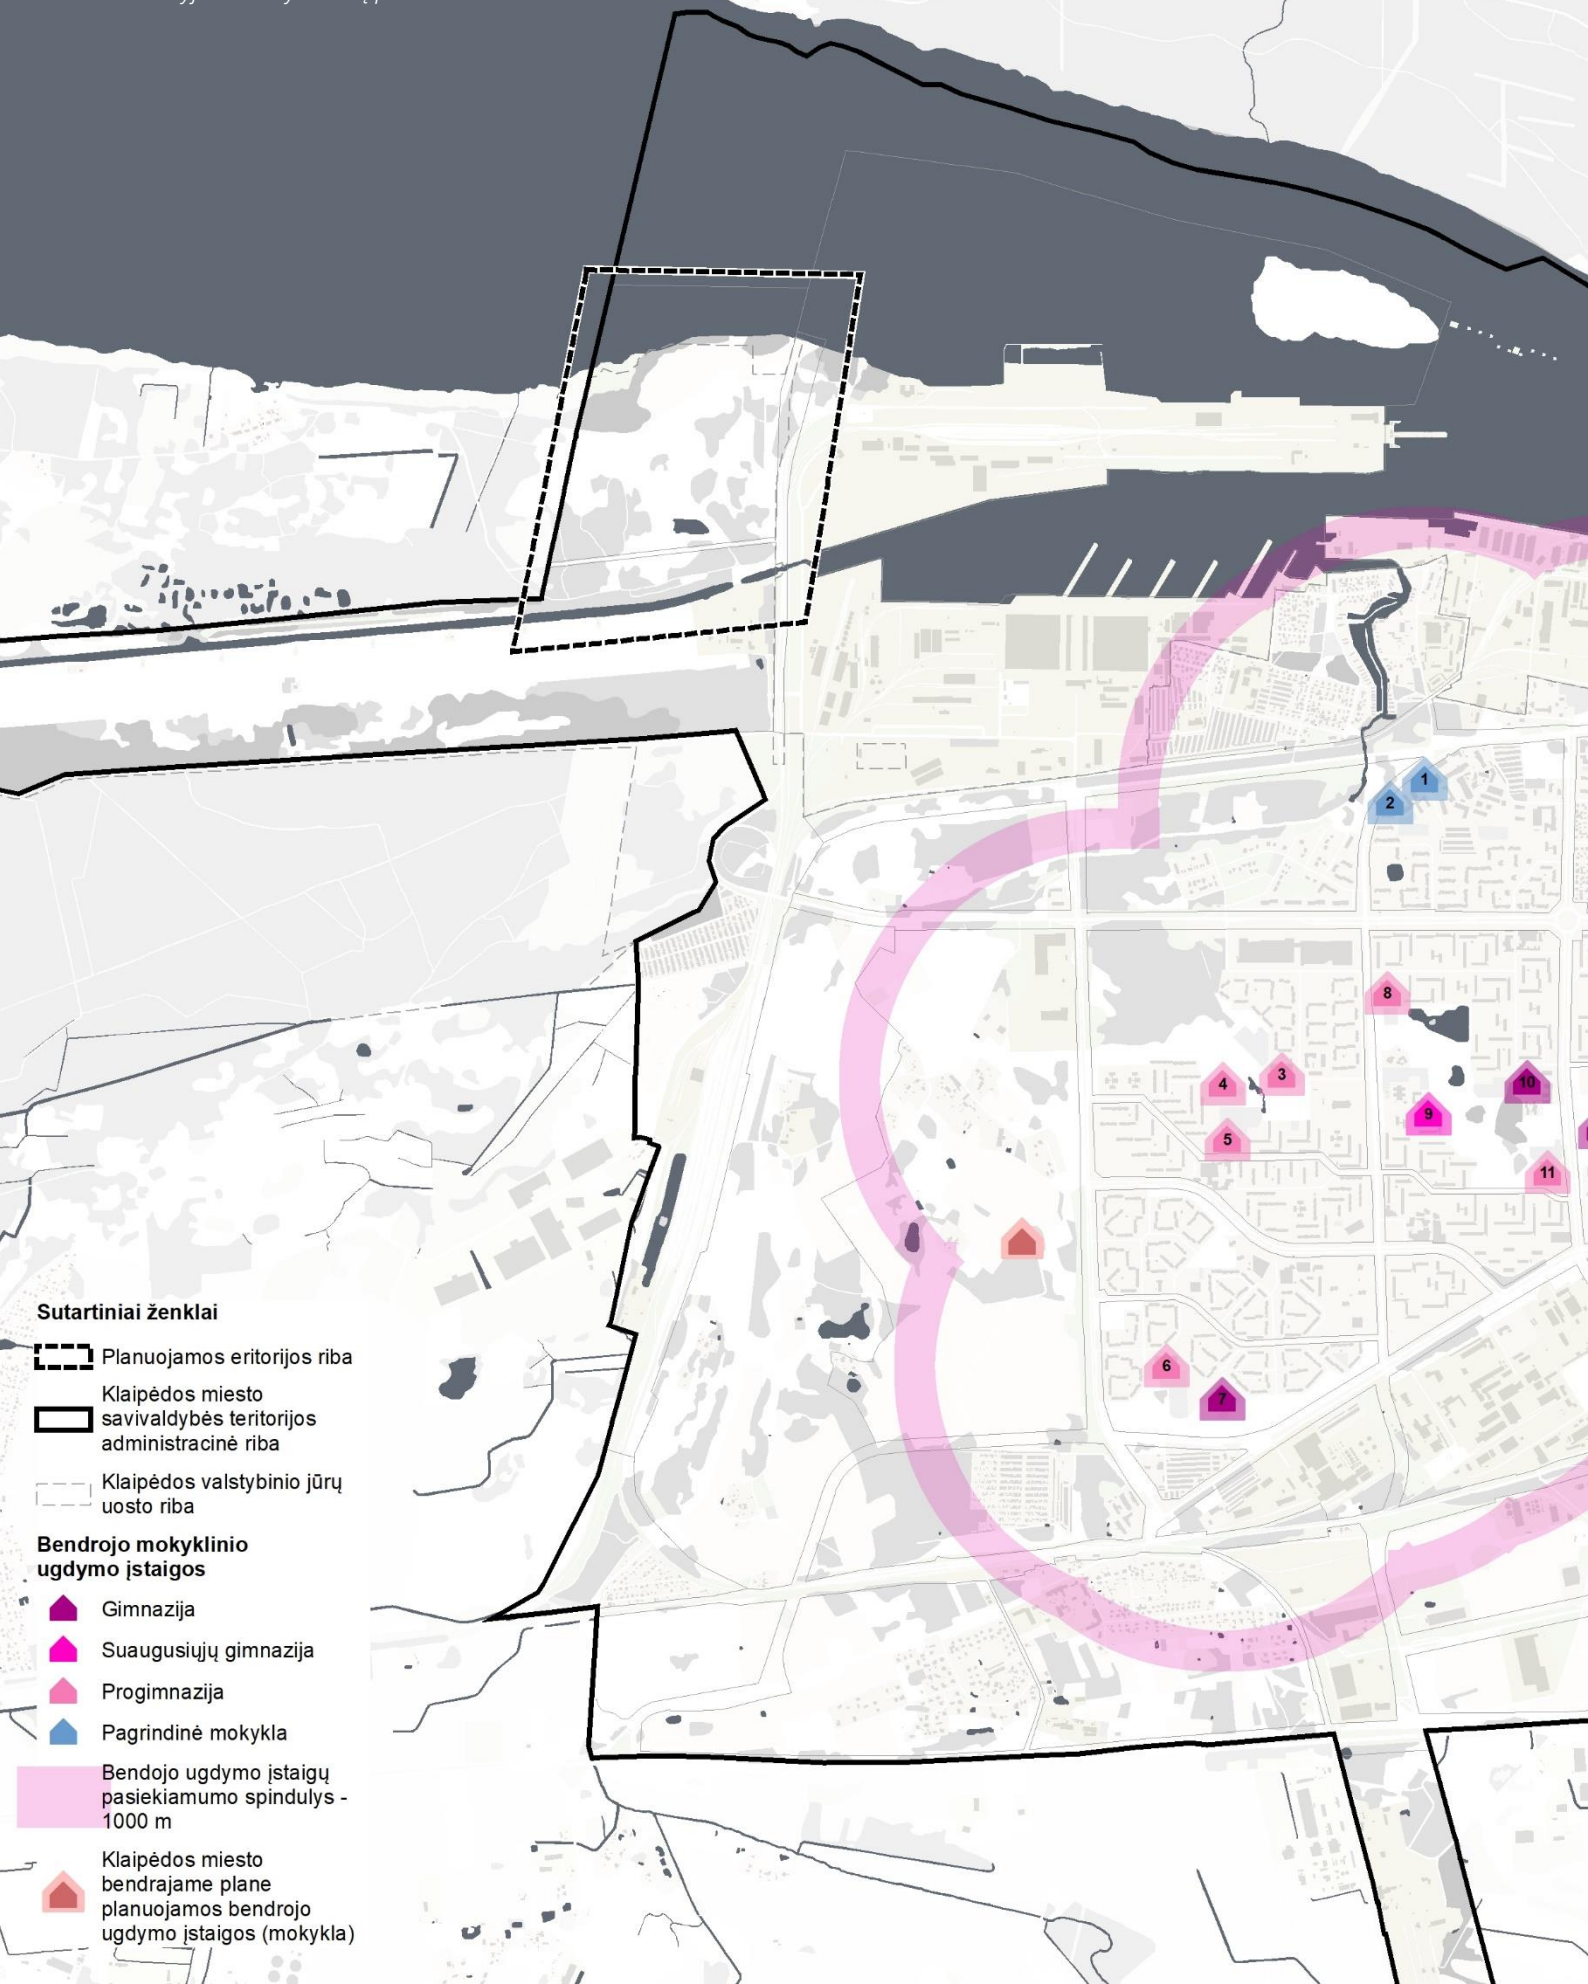 1
2
8
3
4
10
9
5
11
6
7
Sutartiniai ženklai
Planuojamos eritorijos riba
Klaipėdos miesto
savivaldybės teritorijos
administracinė riba
Klaipėdos valstybinio jūrų
uosto riba
Bendrojo mokyklinio
ugdymo įstaigos
Gimnazija
Suaugusiųjų gimnazija
Progimnazija
Pagrindinė mokykla
Bendojo ugdymo įstaigų
pasiekiamumo spindulys -
1000 m
Klaipėdos miesto
bendrajame plane
planuojamos bendrojo
ugdymo įstaigos (mokykla)